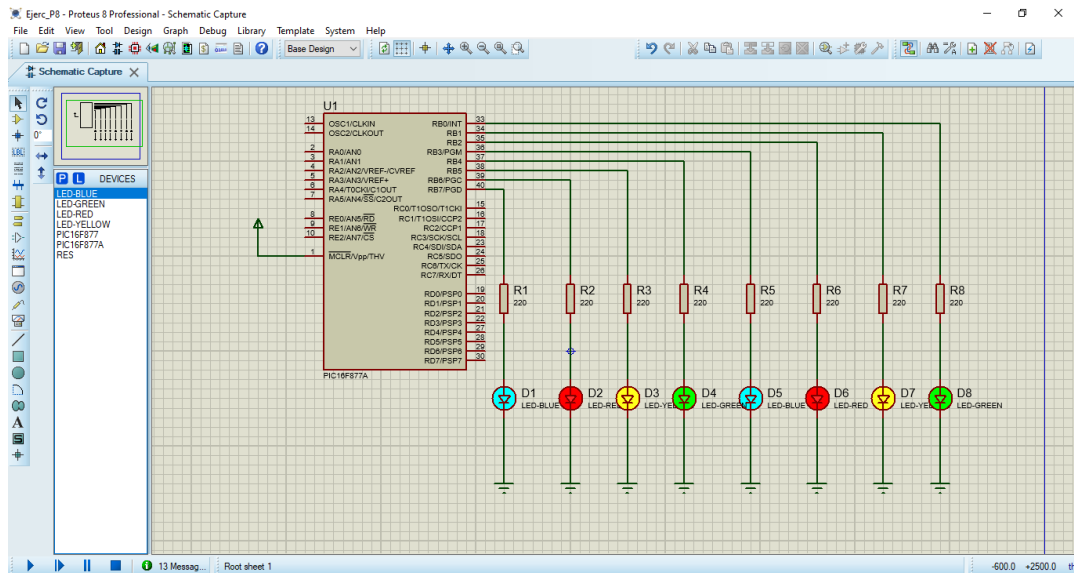 Ejerc_P8 - Proteus 8 Professional - Schematic Capture
File Edit View Tool Design Graph Debug Library Template System Help
Base Design
Schematic Capture
0°
P L DEVICES
LED-BLUE
LED-GREEN
LED-RED
LED-YELLOW
PIC16F877
PIC16F877A
RES
U1
13 OSC1/CLKIN
14 OSC2/CLKOUT
2 RA0/AN0
3 RA1/AN1
4 RA2/AN2/VREF-/CVREF
5 RA3/AN3/VREF+
6 RA4/T0CKI/C1OUT
7 RA5/AN4/SS/C2OUT
8 RE0/AN5/RD
9 RE1/AN6/WR
10 RE2/AN7/CS
1 MCLR/Vpp/THV
RB0/INT 33
RB1 34
RB2 35
RB3/PGM 36
RB4 37
RB5 38
RB6/PGC 39
RB7/PGD 40
RC0/T1OSO/T1CKI 15
RC1/T1OSI/CCP2 16
RC2/CCP1 17
RC3/SCK/SCL 18
RC4/SDI/SDA 23
RC5/SDO 24
RC6/TX/CK 25
RC7/RX/DT 26
RD0/PSP0 19
RD1/PSP1 20
RD2/PSP2 21
RD3/PSP3 22
RD4/PSP4 27
RD5/PSP5 28
RD6/PSP6 29
RD7/PSP7 30
PIC16F877A
R1 R2 R3 R4 R5 R6 R7 R8
220 220 220 220 220 220 220 220
D1 D2 D3 D4 D5 D6 D7 D8
LED-BLUE LED-RE LED-YE LED-GREEN LED-BLUE LED-RED LED-YE LED-GREEN
13 Messag... Root sheet 1 -600.0 +2500.0 th